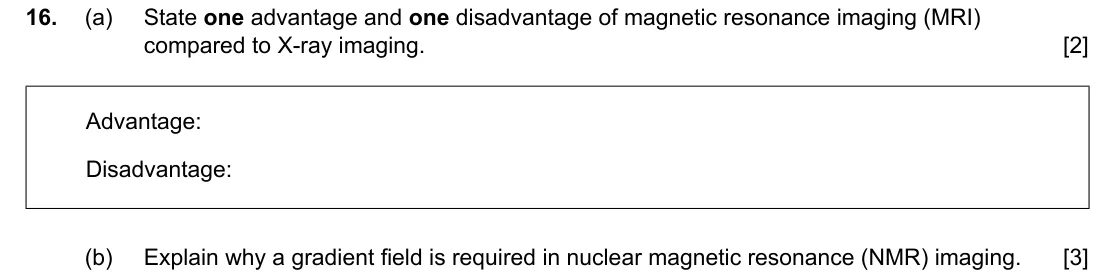 16. (a) State one advantage and one disadvantage of magnetic resonance imaging (MRI)
compared to X-ray imaging. [2]
Advantage:
Disadvantage:
(b) Explain why a gradient field is required in nuclear magnetic resonance (NMR) imaging. [3]